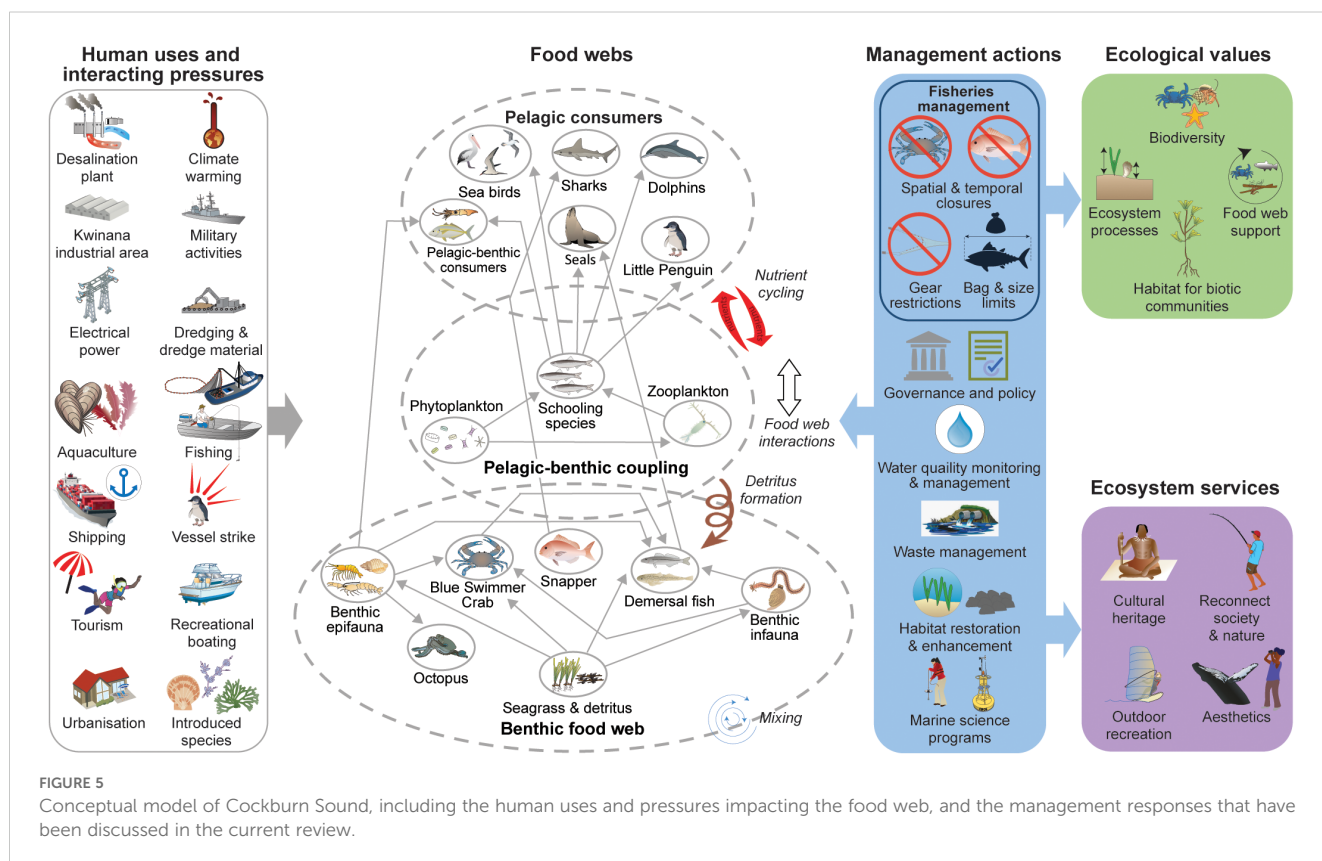 Human uses and
interacting pressures
Desalination
plant
Climate
warming
Kwinana
industrial area
Military
activities
Electrical
power
Dredging &
dredge material
Aquaculture
Fishing
Shipping
Vessel strike
Tourism
Recreational
boating
Urbanisation
Introduced
species
Food webs
Pelagic consumers
Sea birds
Sharks
Dolphins
Pelagic-benthic
consumers
Seals
Little Penguin
Nutrient
cycling
nutrients
nutrients
Schooling
species
Phytoplankton
Zooplankton
Food web
interactions
Pelagic-benthic coupling
Detritus
formation
Benthic
epifauna
Blue Swimmer
Crab
Snapper
Demersal fish
Benthic
infauna
Octopus
Seagrass & detritus
Benthic food web
Mixing
Management actions
Fisheries
management
Spatial & temporal
closures
Gear
restrictions
Bag & size
limits
Governance and policy
Water quaility monitoring
& management
Waste management
Habitat restoration
& enhancement
Marine science
programs
Ecological values
Biodiversity
Ecosystem
processes
Food web
support
Habitat for biotic
communities
Ecosystem services
Cultural
heritage
Reconnect
society
& nature
Outdoor
recreation
Aesthetics
FIGURE 5
Conceptual model of Cockburn Sound, including the human uses and pressures impacting the food web, and the management responses that have
been discussed in the current review.